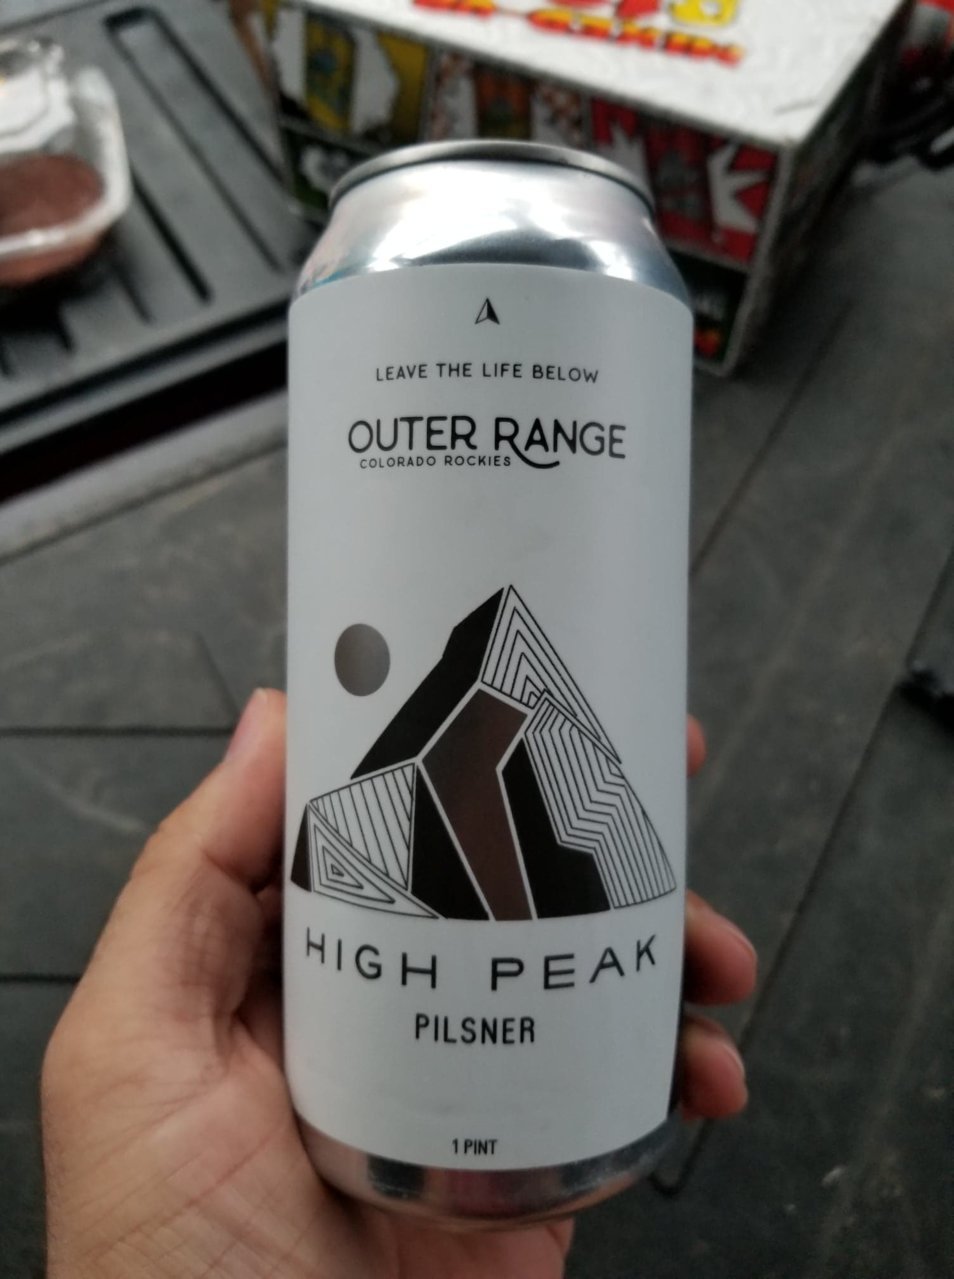 LEAVE THE LIFE BELOW
OUTER RANGE
COLORADO ROCKIES
HIGH PEAK
PILSNER
1 PINT